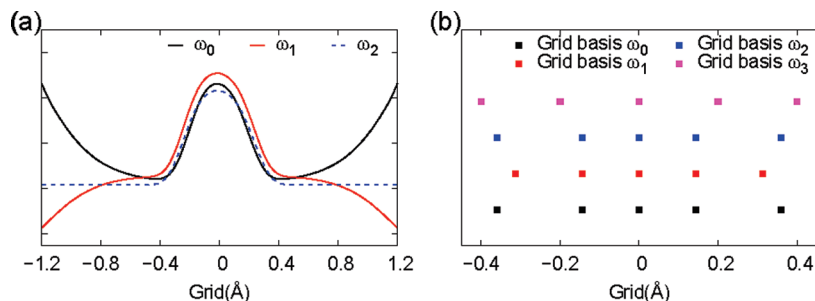 (a)
ω0 ω1 ω2
−1.2 −0.8 −0.4 0 0.4 0.8 1.2
Grid(Å)
(b)
Grid basis ω0 Grid basis ω2
Grid basis ω1 Grid basis ω3
−0.4 −0.2 0 0.2 0.4
Grid(Å)